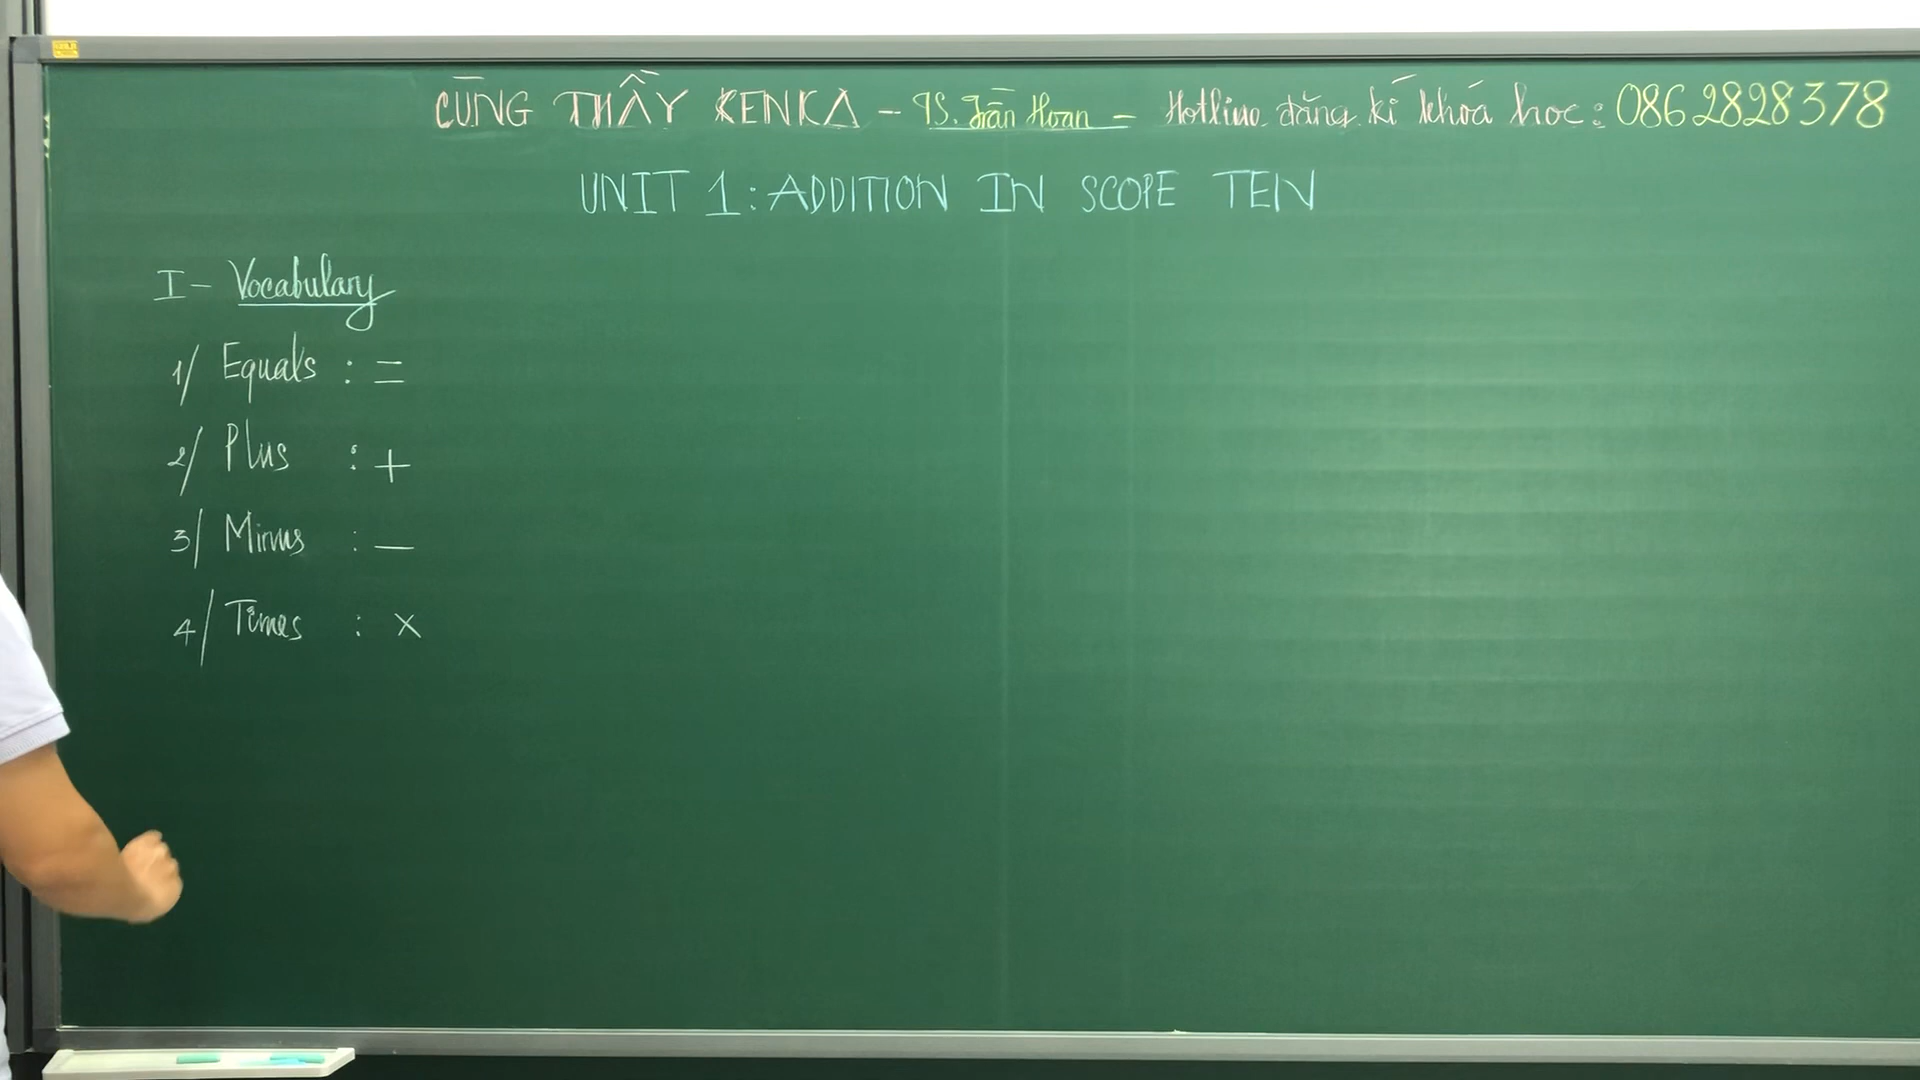 CÙNG THẦY KENKA - TS. Trần Hoan - Hotline đăng kí khóa học: 0862828378
UNIT 1: ADDITION IN SCOPE TEN
I - Vocabulary
1/ Equals : =
2/ Plus : +
3/ Minus : -
4/ Times : ×